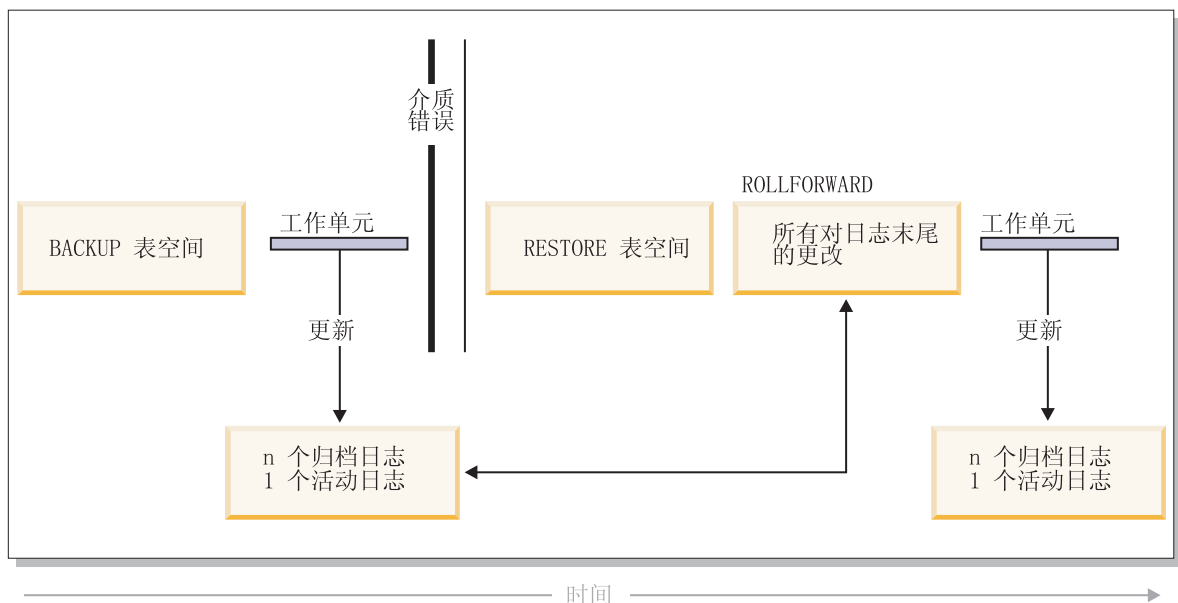 介质
错误
ROLLFORWARD
BACKUP 表空间
工作单元
RESTORE 表空间
所有对日志末尾
的更改
工作单元
更新
更新
n 个归档日志
1 个活动日志
n 个归档日志
1 个活动日志
时间